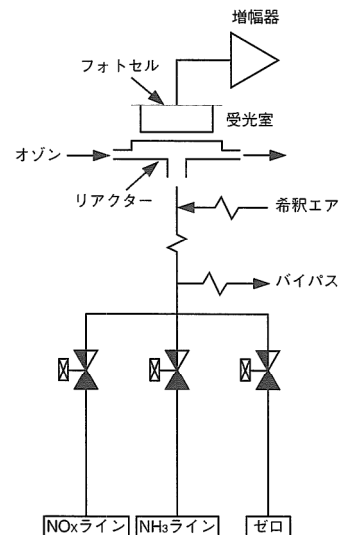 増幅器
フォトセル
受光室
オゾン
リアクター
希釈エア
バイパス
NOxライン
NH3ライン
ゼロ